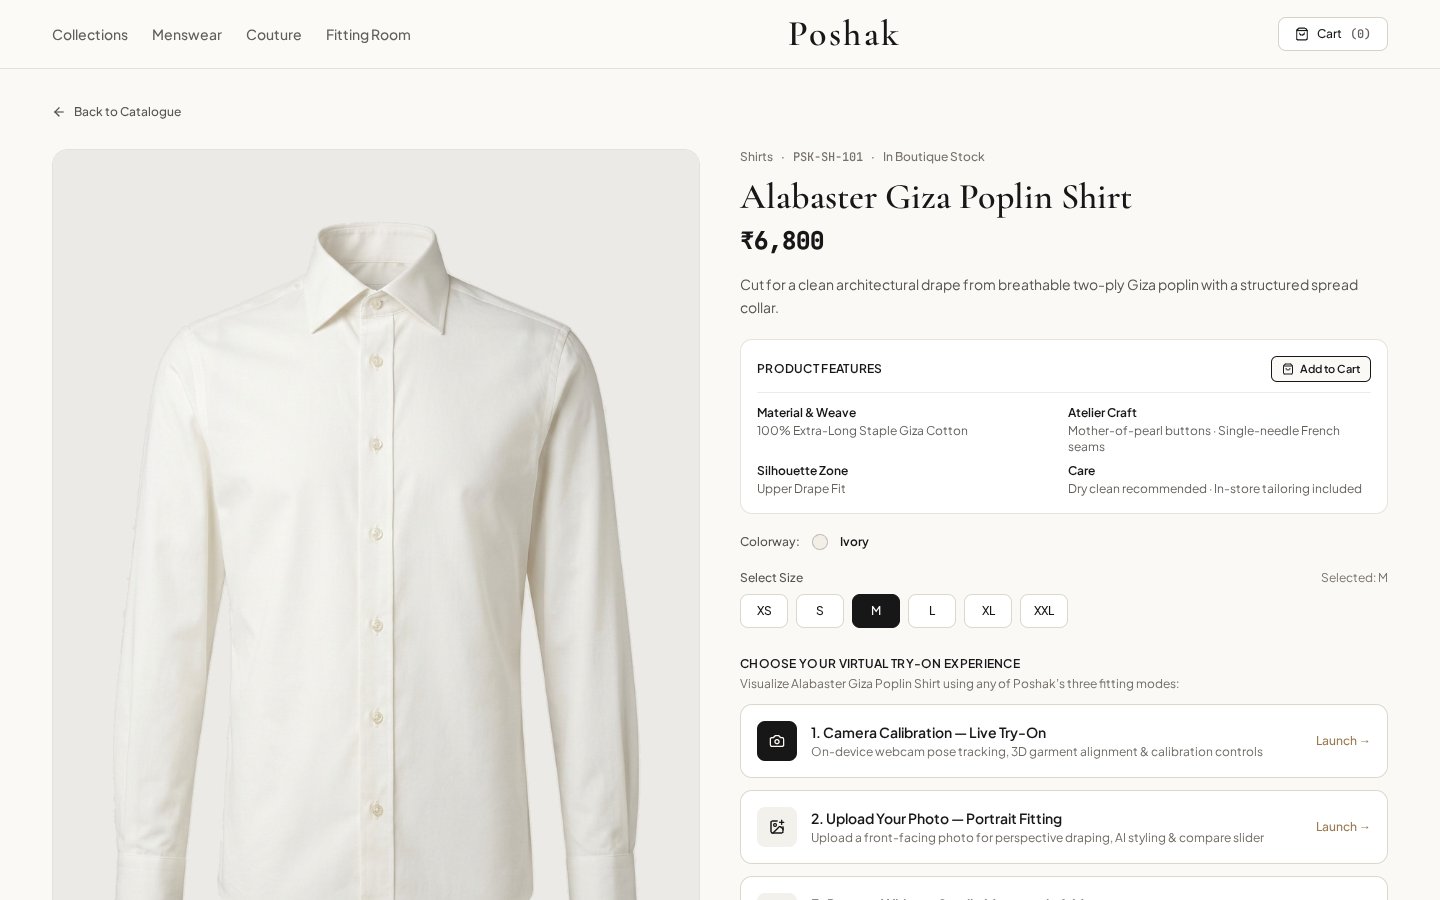 Collections Menswear Couture Fitting Room
Poshak
Cart (0)
← Back to Catalogue
Shirts · PSK-SH-101 · In Boutique Stock
Alabaster Giza Poplin Shirt
₹6,800
Cut for a clean architectural drape from breathable two-ply Giza poplin with a structured spread
collar.
PRODUCT FEATURES
Add to Cart
Material & Weave
100% Extra-Long Staple Giza Cotton
Atelier Craft
Mother-of-pearl buttons · Single-needle French
seams
Silhouette Zone
Upper Drape Fit
Care
Dry clean recommended · In-store tailoring included
Colorway: Ivory
Select Size
Selected: M
XS S M L XL XXL
CHOOSE YOUR VIRTUAL TRY-ON EXPERIENCE
Visualize Alabaster Giza Poplin Shirt using any of Poshak's three fitting modes:
1. Camera Calibration — Live Try-On
On-device webcam pose tracking, 3D garment alignment & calibration controls
Launch →
2. Upload Your Photo — Portrait Fitting
Upload a front-facing photo for perspective draping, AI styling & compare slider
Launch →